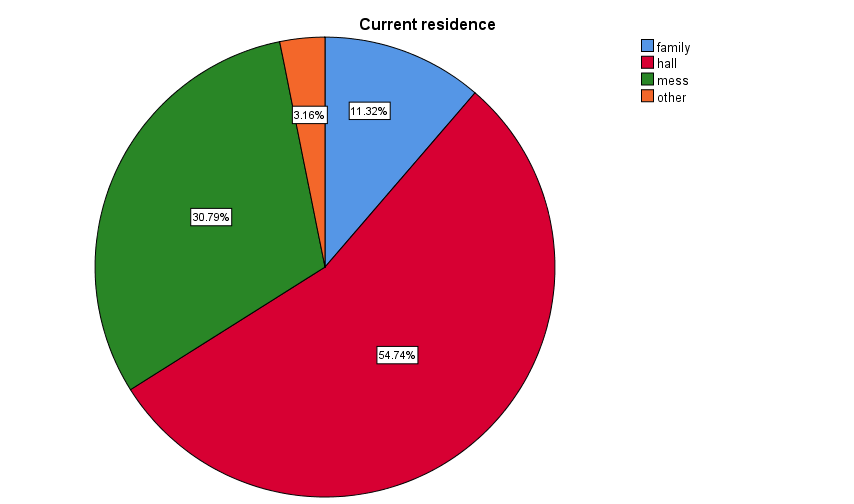 Current residence
family
hall
mess
other
3.16%
11.32%
30.79%
54.74%